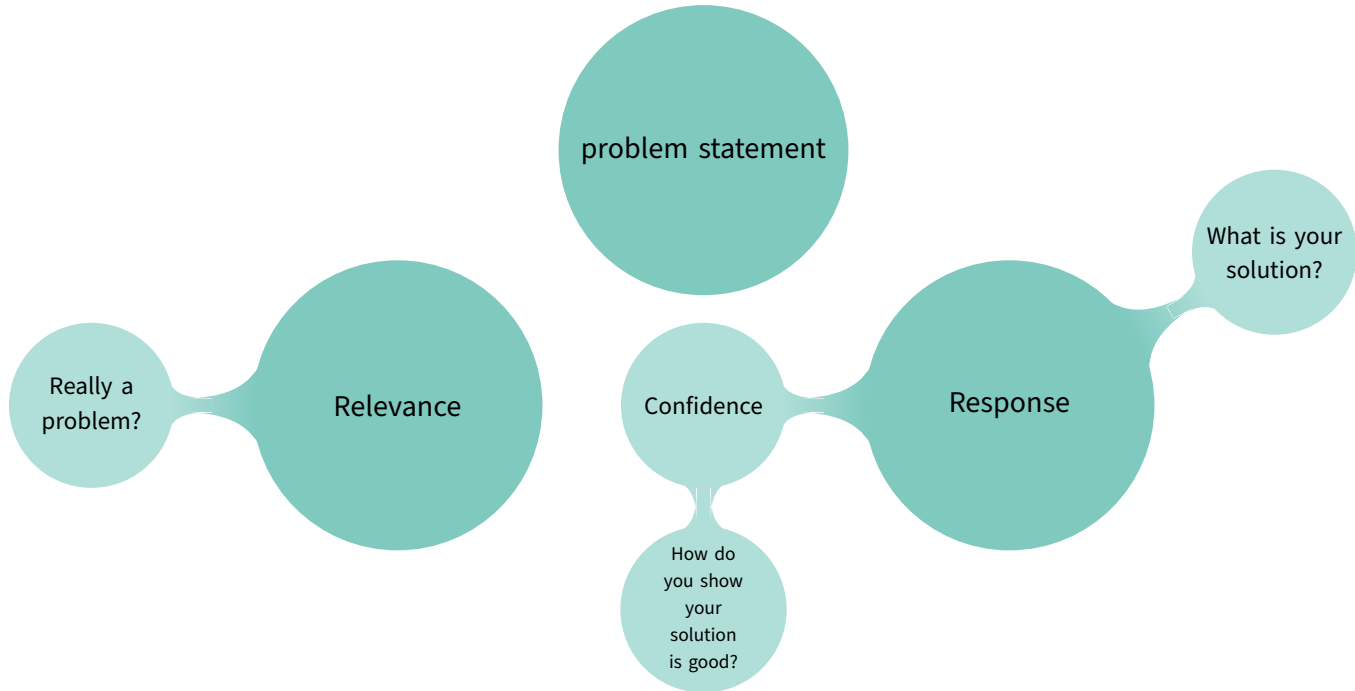 problem statement
What is your
solution?
Really a
problem?
Relevance
Confidence
Response
How do
you show
your
solution
is good?